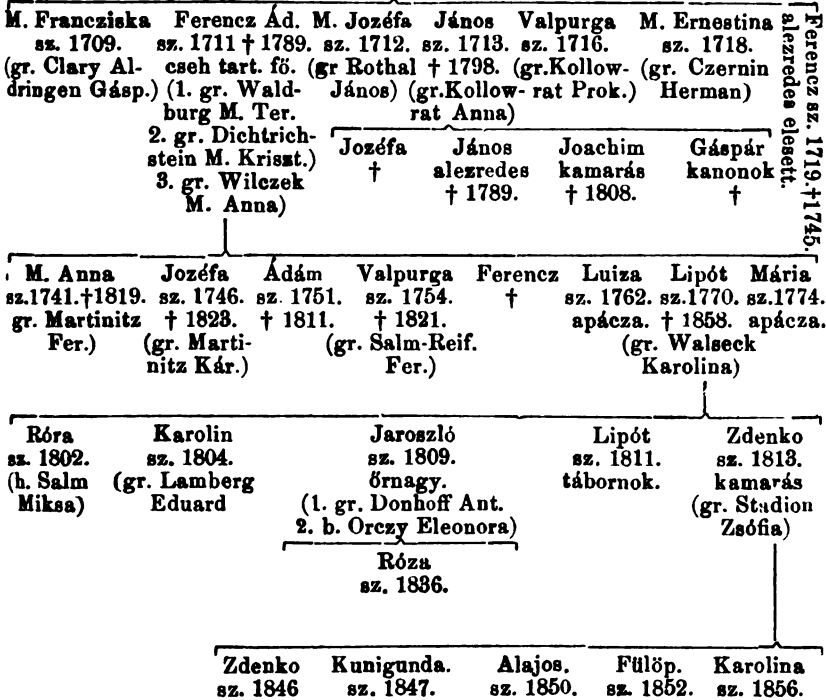 M. Francziska Ferencz Ád. M. Jozéfa János Valpurga M. Ernestina
sz. 1709. sz. 1711 † 1789. sz. 1712. sz. 1713. sz. 1716. sz. 1718.
(gr. Clary Al- cseh tart. fő. (gr Rothal † 1798. (gr.Kollow- (gr. Czernin
dringen Gásp.) (1. gr. Wald- János) (gr.Kollow- rat Prok.) Herman)
burg M. Ter. rat Anna)
2. gr. Dichtrich-
stein M. Kriszt.)
3. gr. Wilczek
M. Anna)
Ferencz sz. 1719.†1745.
alezredes elesett.
Jozéfa János Joachim Gáspár
† alezredes kamarás kanonok
† 1789. † 1808. †
M. Anna Jozéfa Ádám Valpurga Ferencz Luiza Lipót Mária
sz.1741.†1819. sz. 1746. sz. 1751. sz. 1754. † sz. 1762. sz.1770. sz.1774.
gr. Martinitz † 1823. † 1811. † 1821. apácza. † 1858. apácza.
Fer.) (gr. Marti- (gr. Salm-Reif. (gr. Walseck
nitz Kár.) Fer.) Karolina)
Róra Karolin Jaroszló Lipót Zdenko
sz. 1802. sz. 1804. sz. 1809. sz. 1811. sz. 1813.
(h. Salm (gr. Lamberg őrnagy. tábornok. kamarás
Miksa) Eduard (1. gr. Donhoff Ant. (gr. Stadion
2. b. Orczy Eleonora) Zsófia)
Róza
sz. 1836.
Zdenko Kunigunda. Alajos. Fülöp. Karolina
sz. 1846 sz. 1847. sz. 1850. sz. 1852. sz. 1856.